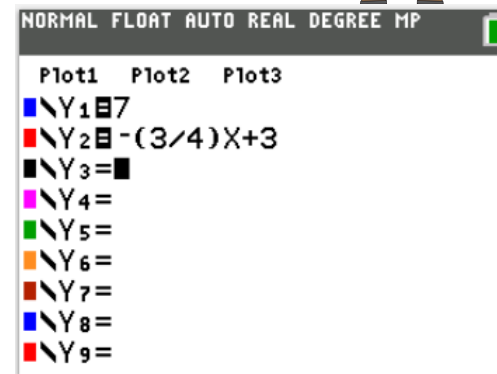 NORMAL FLOAT AUTO REAL DEGREE MP
Plot1 Plot2 Plot3
\Y₁=7
\Y₂=-(3/4)X+3
\Y₃=
\Y₄=
\Y₅=
\Y₆=
\Y₇=
\Y₈=
\Y₉=